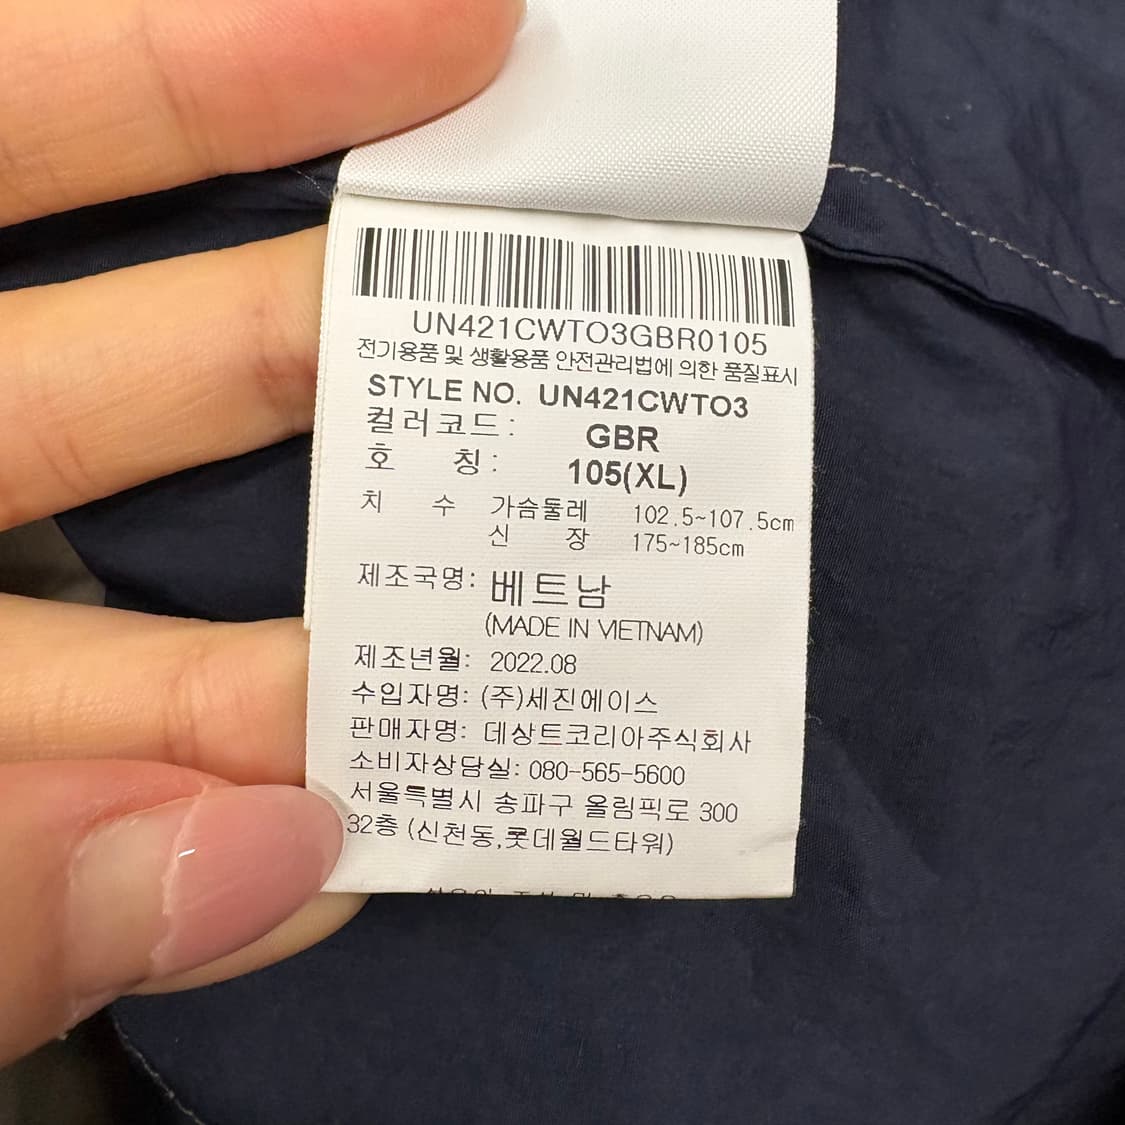 UN421CWTO3GBR0105
전기용품 및 생활용품 안전관리법에 의한 품질표시
STYLE NO. UN421CWTO3
컬러코드: GBR
호 칭: 105(XL)
치 수 가슴둘레 102.5~107.5cm
신 장 175~185cm
제조국명: 베트남
(MADE IN VIETNAM)
제조년월: 2022.08
수입자명: (주)세진에이스
판매자명: 데상트코리아주식회사
소비자상담실: 080-565-5600
서울특별시 송파구 올림픽로 300
32층 (신천동,롯데월드타워)